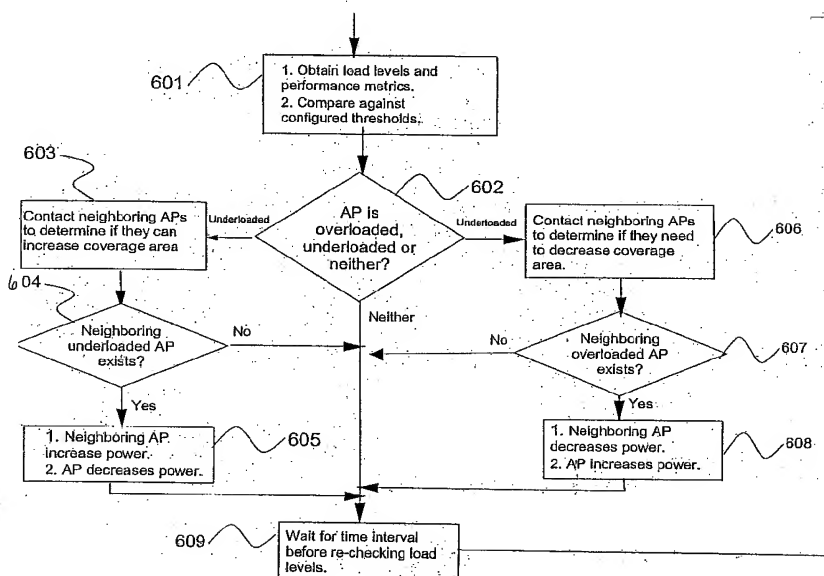 601
1. Obtain load levels and
performance metrics.
2. Compare against
configured thresholds.
603
602
Contact neighboring APs
to determine if they can
increase coverage area
Underloaded
AP is
overloaded,
underloaded or
neither?
Underloaded
Contact neighboring APs
to determine if they need
to decrease coverage
area.
606
604
Neighboring
underloaded AP
exists?
No
Neither
No
Neighboring
overloaded AP
exists?
607
Yes
Yes
1. Neighboring AP
increase power.
2. AP decreases power.
605
1. Neighboring AP
decreases power.
2. AP increases power.
608
609
Wait for time interval
before re-checking load
levels.